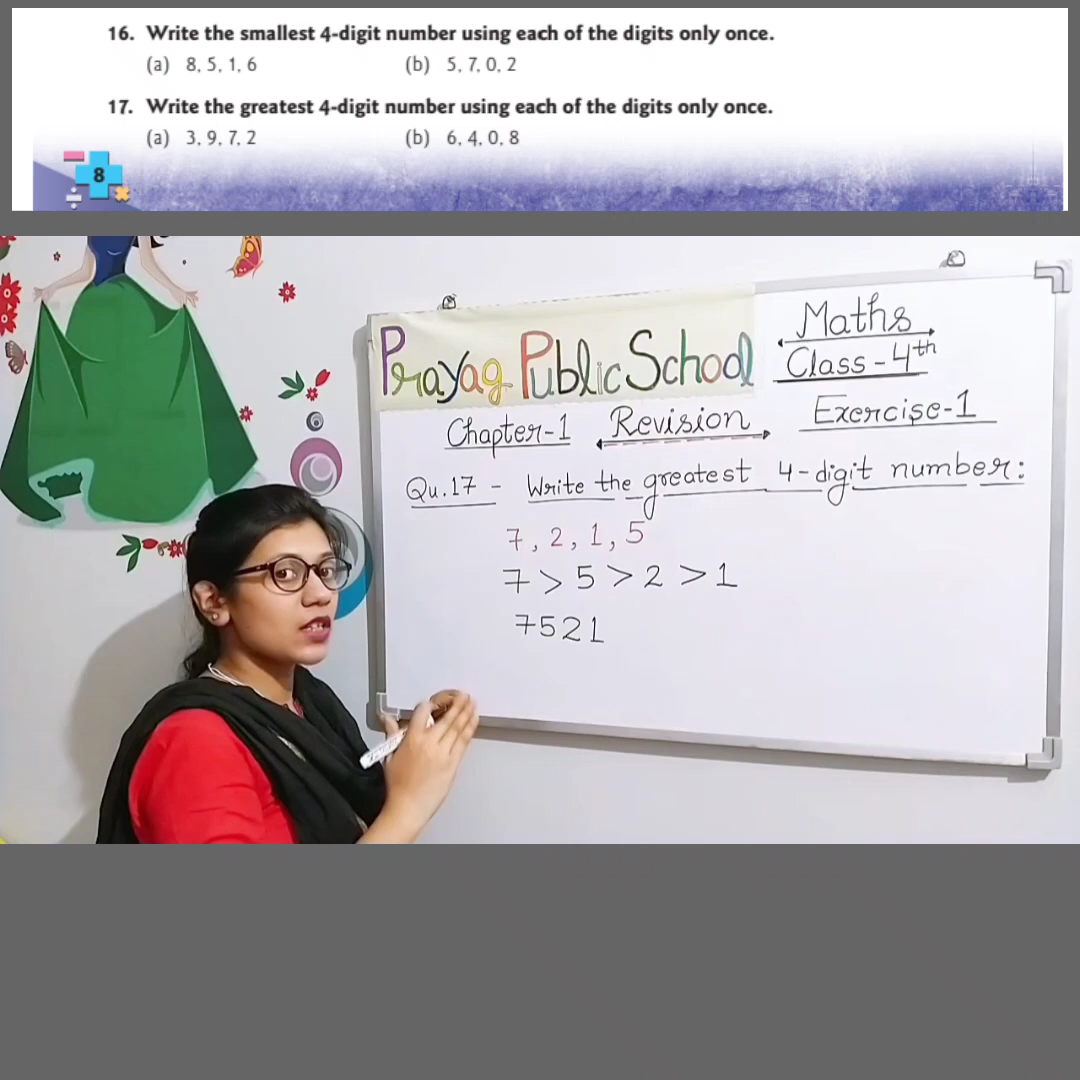 16. Write the smallest 4-digit number using each of the digits only once.
(a) 8, 5, 1, 6 (b) 5, 7, 0, 2
17. Write the greatest 4-digit number using each of the digits only once.
(a) 3, 9, 7, 2 (b) 6, 4, 0, 8
8
Prayag Public School
Maths
Class-4th
Chapter-1 Revision Exercise-1
Qu.17 - Write the greatest 4-digit number:
7, 2, 1, 5
7 > 5 > 2 > 1
7521